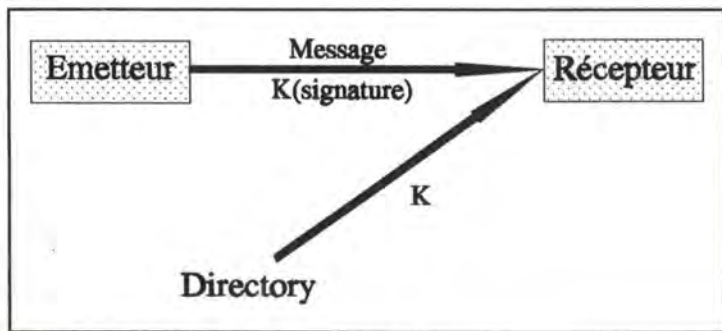 Emetteur
Message
K(signature)
Récepteur
K
Directory